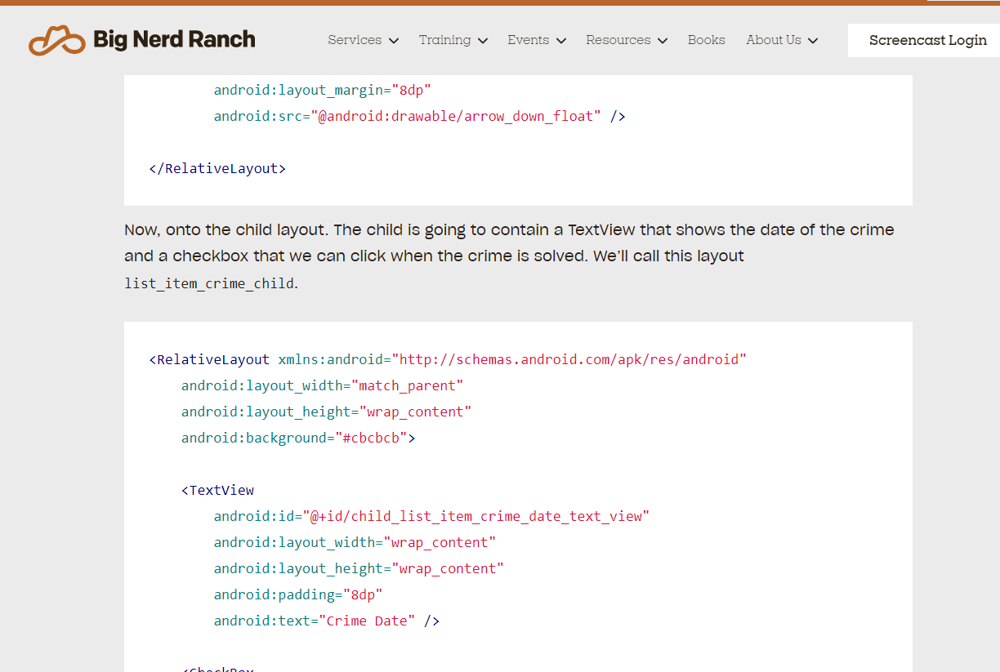 Big Nerd Ranch
Services Training Events Resources Books About Us Screencast Login
android:layout_margin="8dp"
android:src="@android:drawable/arrow_down_float" />
</RelativeLayout>
Now, onto the child layout. The child is going to contain a TextView that shows the date of the crime
and a checkbox that we can click when the crime is solved. We’ll call this layout
list_item_crime_child.
<RelativeLayout xmlns:android="http://schemas.android.com/apk/res/android"
android:layout_width="match_parent"
android:layout_height="wrap_content"
android:background="#cbcbcb">
<TextView
android:id="@+id/child_list_item_crime_date_text_view"
android:layout_width="wrap_content"
android:layout_height="wrap_content"
android:padding="8dp"
android:text="Crime Date" />
<CheckBox